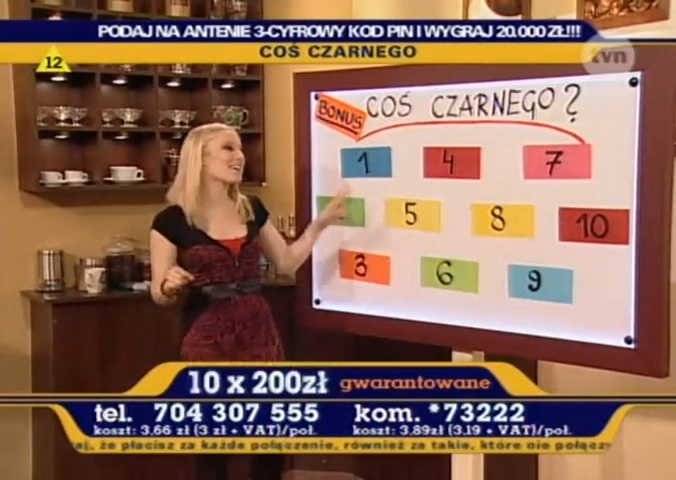 PODAJ NA ANTENIE 3-CYFROWY KOD PIN I WYGRAJ 20.000 ZŁ!!!
COŚ CZARNEGO
12
tvn
BONUS
COŚ CZARNEGO?
1 4 7
5 8 10
3 6 9
10 x 200zł gwarantowane
tel. 704 307 555 kom. *73222
koszt: 3.66 zł (3 zł + VAT)/poł. koszt: 3.89zł (3.19 + VAT)/poł.
że płacisz za każde połączenie, również za takie, które nie